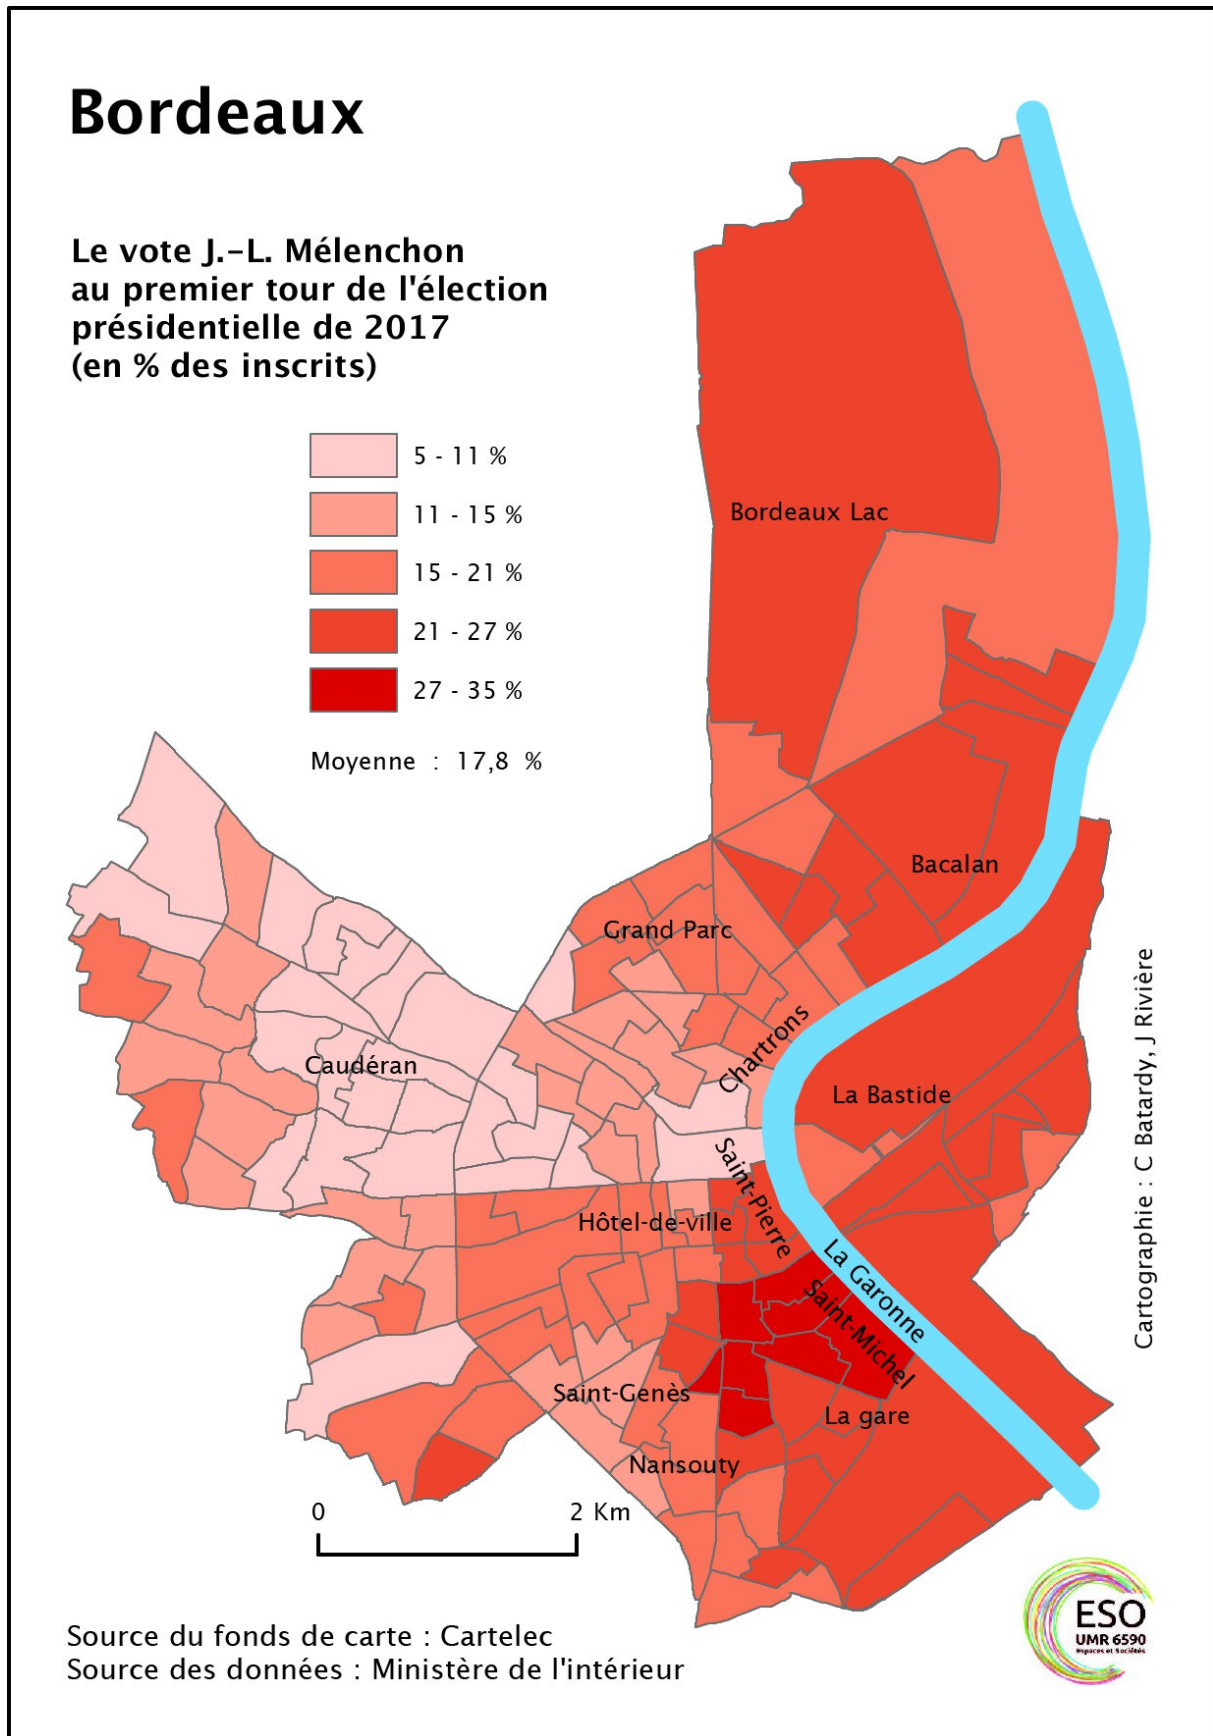 Bordeaux
Le vote J.-L. Mélenchon
au premier tour de l'élection
présidentielle de 2017
(en % des inscrits)
5 - 11 %
11 - 15 %
15 - 21 %
21 - 27 %
27 - 35 %
Moyenne : 17,8 %
Bordeaux Lac
Bacalan
Grand Parc
Chartrons
Caudéran
La Bastide
Saint-Pierre
Hôtel-de-ville
La Garonne
Saint-Michel
Saint-Genès
La gare
Nansouty
0 2 Km
Cartographie : C Batardy, J Rivière
Source du fonds de carte : Cartelec
Source des données : Ministère de l'intérieur
ESO
UMR 6590
Espaces et Sociétés